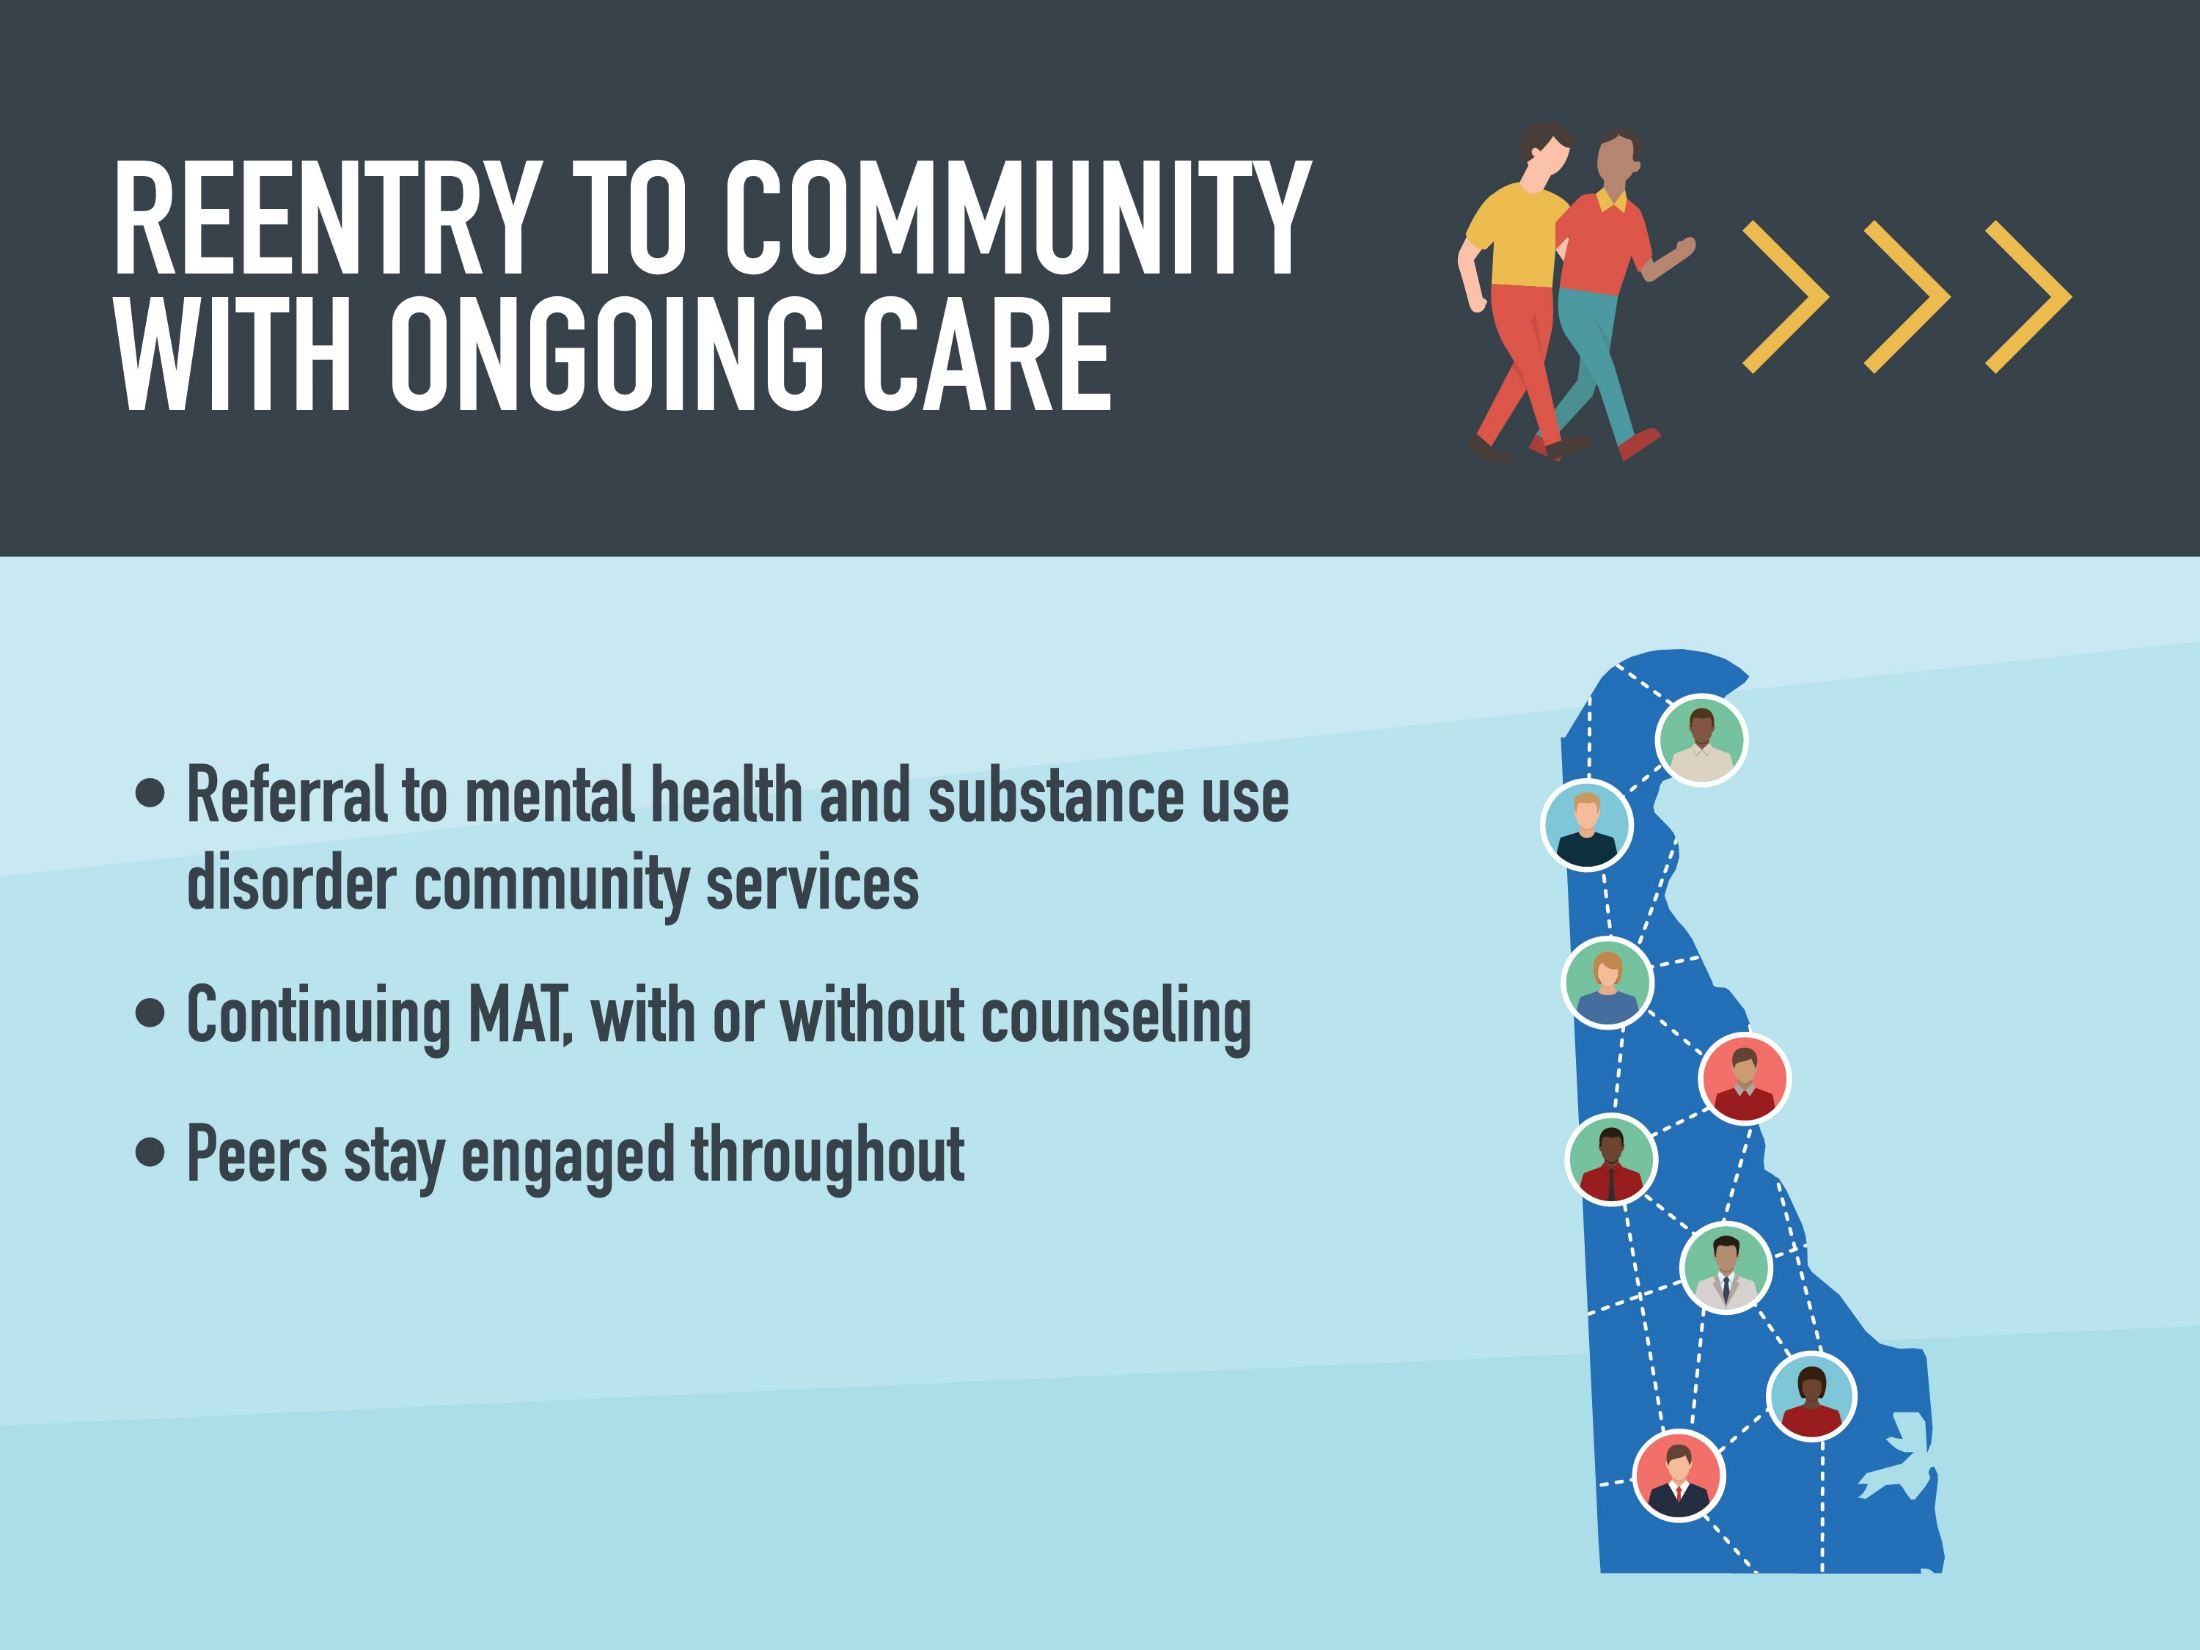 REENTRY TO COMMUNITY
WITH ONGOING CARE
• Referral to mental health and substance use
disorder community services
• Continuing MAT, with or without counseling
• Peers stay engaged throughout